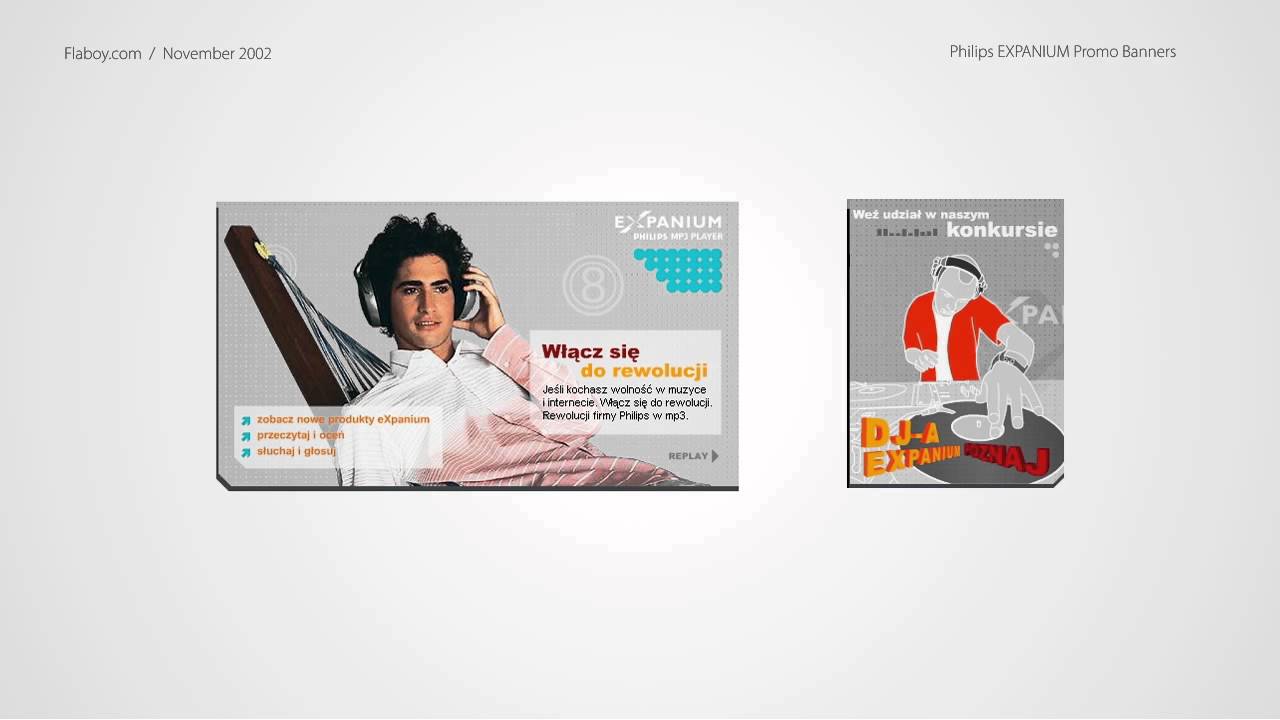 Flaboy.com / November 2002
Philips EXPANIUM Promo Banners
EXPANIUM
PHILIPS MP3 PLAYER
8
Włącz się
do rewolucji
Jeśli kochasz wolność w muzyce
i internecie. Włącz się do rewolucji.
Rewolucji firmy Philips w mp3.
zobacz nowe produkty eXpanium
przeczytaj i oceń
słuchaj i głosuj
REPLAY
Weź udział w naszym
konkursie
XPA
DJ-A
EXPANIUM POZNAJ